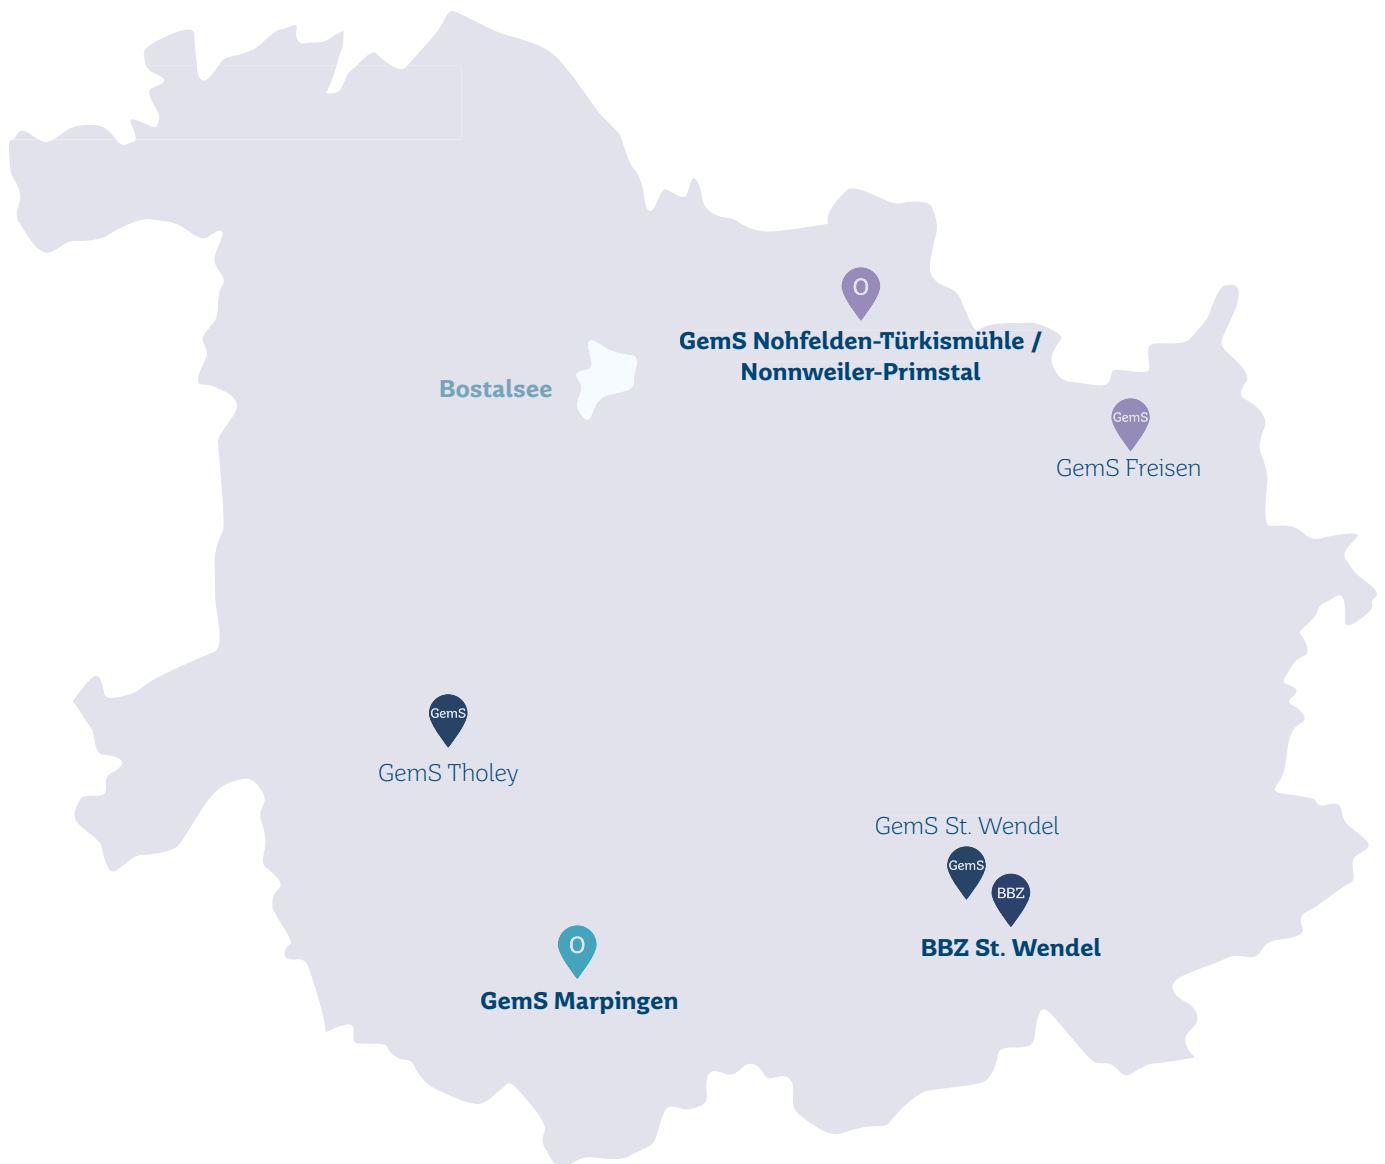 O
GemS Nohfelden-Türkismühle /
Nonnweiler-Primstal
Bostalsee
GemS
GemS Freisen
GemS
GemS Tholey
GemS St. Wendel
GemS
BBZ
BBZ St. Wendel
O
GemS Marpingen